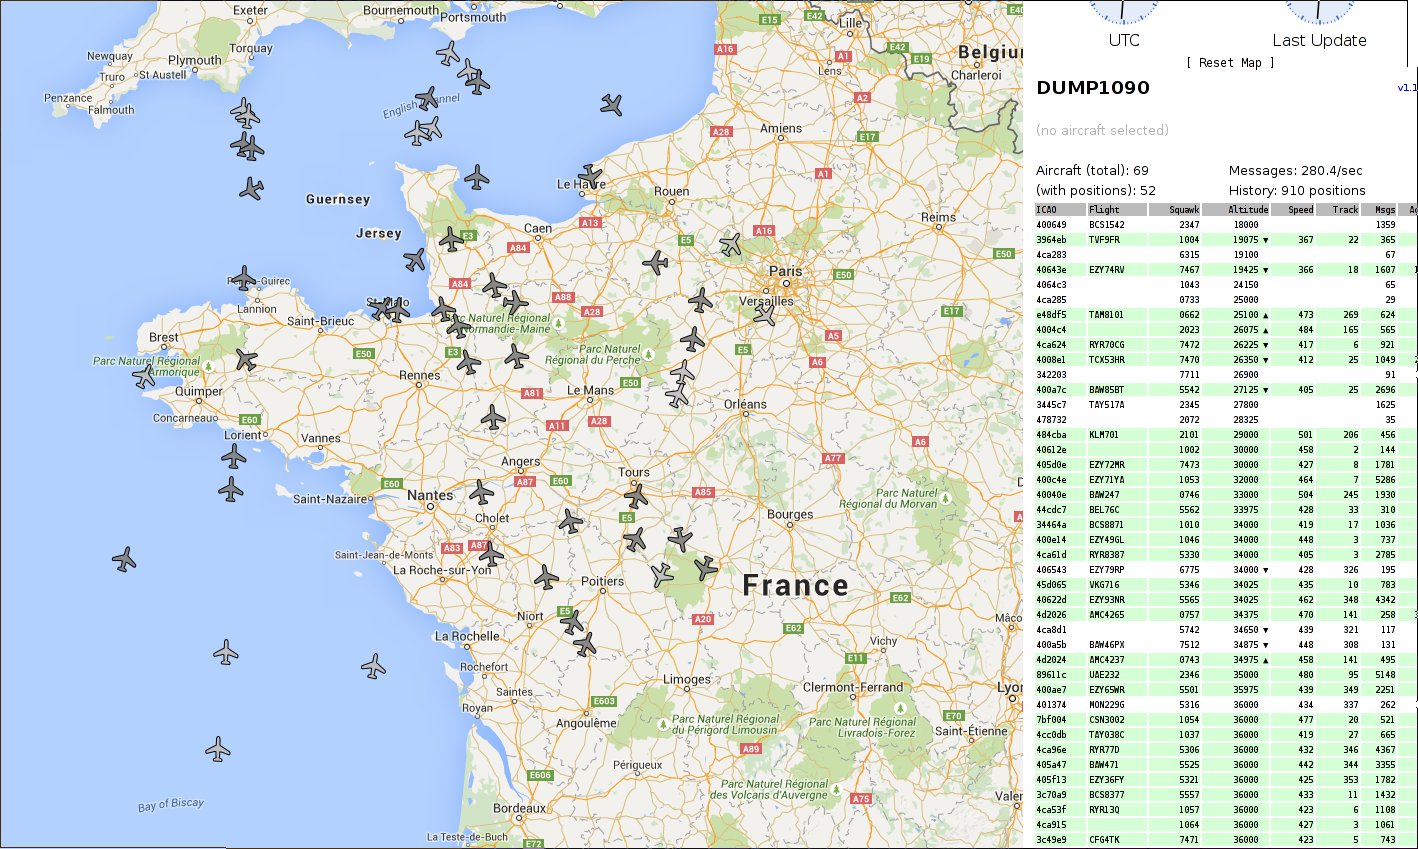 Exeter
Bournemouth
Portsmouth
Newquay
Plymouth
Torquay
Truro
St Austell
Penzance
Falmouth
English Channel
Guernsey
Jersey
E15
E42
Lille
A16
A1
E42
E19
Lens
Belgiu
Charleroi
A2
A28
Amiens
E17
A1
Le Havre
Rouen
Reims
A13
Caen
E3
A84
E5
A16
E50
Paris
E50
Perros-Guirec
Lannion
Saint-Brieuc
St-Malo
A84
A88
A28
Versailles
E17
Brest
Parc Naturel Régional
Normandie-Maine
Parc Naturel
Régional
Armorique
E50
E3
Parc Naturel
Régional du Perche
E5
A5
A6
Rennes
Quimper
E50
Le Mans
A81
Concarneau
E60
Lorient
Vannes
A11
A28
Orléans
A6
A77
Angers
A87
E60
Tours
E60
Saint-Nazaire
Nantes
A85
Cholet
E5
Bourges
Parc Naturel
Régional du Morvan
A83
A87
Saint-Jean-de-Monts
La Roche-sur-Yon
Poitiers
France
E62
Niort
E5
A20
E62
Mâco
La Rochelle
Vichy
Rochefort
E11
Saintes
Limoges
Clermont-Ferrand
Lyon
Royan
E603
Angoulême
Parc Naturel Régional
du Périgord Limousin
Parc Naturel Régional
Livradois-Forez
E70
Saint-Étienne
A89
Périgueux
E606
Parc Naturel Régional
des Volcans d'Auvergne
A75
Valen
Bay of Biscay
Bordeaux
La Teste-de-Buch
E72
UTC
Last Update
[ Reset Map ]
DUMP1090
v1.1
(no aircraft selected)
Aircraft (total): 69 Messages: 280.4/sec
(with positions): 52 History: 910 positions
ICAO Flight Squawk Altitude Speed Track Msgs
400649 BCS1542 2347 18000 1359
3964eb TVF9FR 1004 19075 ▼ 367 22 365
4ca283 6315 19100 67
40643e EZY74RV 7467 19425 ▼ 366 18 1607
4064c3 1043 24150 65
4ca285 0733 25000 29
e48df5 TAM8101 0662 25100 ▲ 473 269 624
4004c4 2023 26075 ▲ 484 165 565
4ca624 RYR70CG 7472 26225 ▼ 417 6 921
4008e1 TCX53HR 7470 26350 ▼ 412 25 1049
342203 7711 26900 91
400a7c BAW85BT 5542 27125 ▼ 405 25 2696
3445c7 TAY517A 2345 27800 1625
478732 2072 28325 35
484cba KLM701 2101 29000 501 206 456
40612e 1002 30000 458 2 144
405d0e EZY72MR 7473 30000 427 8 1781
400c4e EZY71YA 1053 32000 464 7 5286
40040e BAW247 0746 33000 504 245 1930
44cdc7 BEL76C 5562 33975 428 33 310
34464a BCS8871 1010 34000 419 17 1036
400e14 EZY49GL 1046 34000 448 3 737
4ca61d RYR8387 5330 34000 405 3 2785
406543 EZY79RP 6775 34000 ▼ 428 326 195
45d065 VKG716 5346 34025 435 10 783
40622d EZY93NR 5565 34025 462 348 4342
4d2026 AMC4265 0757 34375 470 141 258
4ca8d1 5742 34650 ▼ 439 321 117
400a5b BAW46PX 7512 34875 ▼ 448 308 131
4d2024 AMC4237 0743 34975 ▲ 458 141 495
89611c UAE232 2346 35000 480 95 5148
400ae7 EZY65WR 5501 35975 439 349 2251
401374 MON229G 5316 36000 434 337 262
7bf004 CSN3002 1054 36000 477 20 521
4cc0db TAY038C 1037 36000 419 27 665
4ca96e RYR77D 5306 36000 432 346 4367
405a47 BAW471 5525 36000 442 344 3355
405f13 EZY36FY 5321 36000 425 353 1782
3c70a9 BCS8377 5557 36000 433 11 1432
4ca53f RYR13Q 1057 36000 423 6 1108
4ca915 1064 36000 427 3 1061
3c49e9 CFG4TK 7471 36000 423 5 743